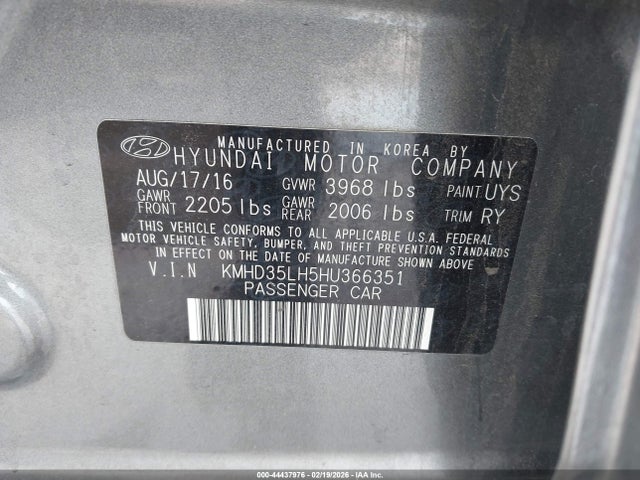 MANUFACTURED IN KOREA BY
HYUNDAI MOTOR COMPANY
AUG/17/16 GVWR 3968 lbs PAINT UYS
GAWR FRONT 2205 lbs GAWR REAR 2006 lbs TRIM RY
THIS VEHICLE CONFORMS TO ALL APPLICABLE U.S.A. FEDERAL
MOTOR VEHICLE SAFETY, BUMPER, AND THEFT PREVENTION STANDARDS
IN EFFECT ON THE DATE OF MANUFACTURE SHOWN ABOVE.
V.I.N KMHD35LH5HU366351
PASSENGER CAR
000-44437976 - 02/19/2026 - IAA Inc.